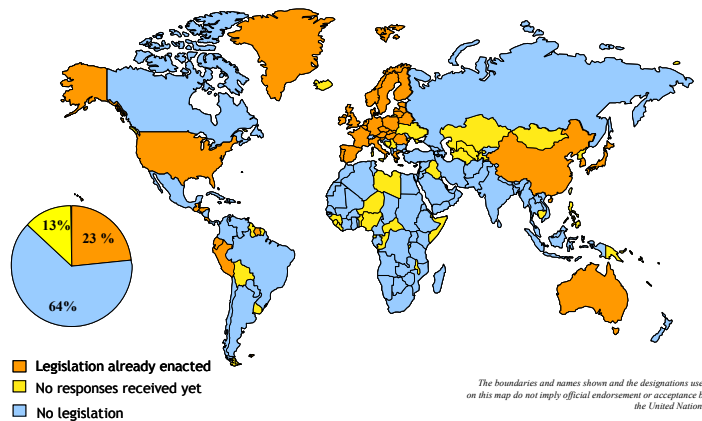 13%
23 %
64%
Legislation already enacted
No responses received yet
No legislation
The boundaries and names shown and the designations use
on this map do not imply official endorsement or acceptance b
the United Nation